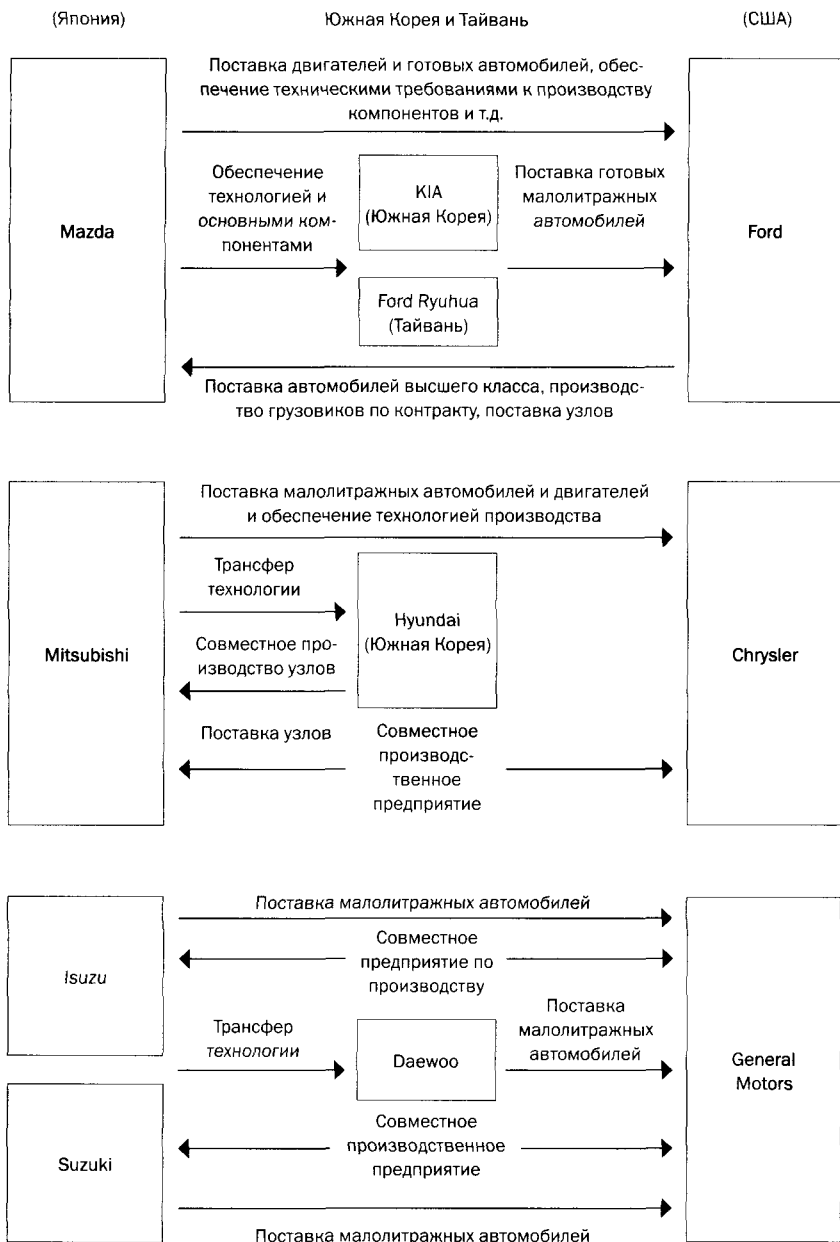 (Япония)
Южная Корея и Тайвань
(США)
Поставка двигателей и готовых автомобилей, обес-
печение техническими требованиями к производству
компонентов и т.д.
Mazda
Обеспечение
технологией и
основными ком-
понентами
KIA
(Южная Корея)
Ford Ryuhua
(Тайвань)
Поставка готовых
малолитражных
автомобилей
Ford
Поставка автомобилей высшего класса, производс-
тво грузовиков по контракту, поставка узлов
Поставка малолитражных автомобилей и двигателей
и обеспечение технологией производства
Mitsubishi
Трансфер
технологии
Совместное про-
изводство узлов
Hyundai
(Южная Корея)
Chrysler
Поставка узлов
Совместное
производс-
твенное
предприятие
Поставка малолитражных автомобилей
Isuzu
Совместное
предприятие по
производству
Трансфер
технологии
Daewoo
Поставка
малолитражных
автомобилей
General
Motors
Suzuki
Совместное
производственное
предприятие
Поставка малолитражных автомобилей